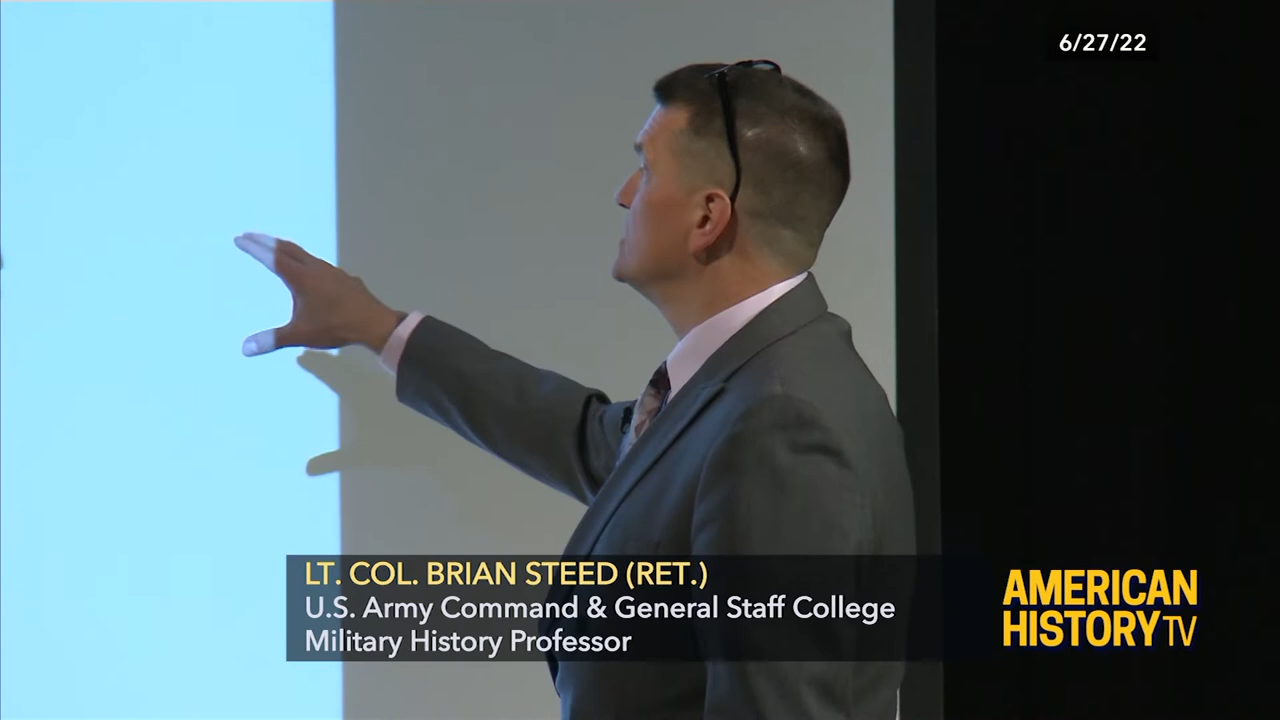 6/27/22
LT. COL. BRIAN STEED (RET.)
U.S. Army Command & General Staff College
Military History Professor
AMERICAN
HISTORY TV